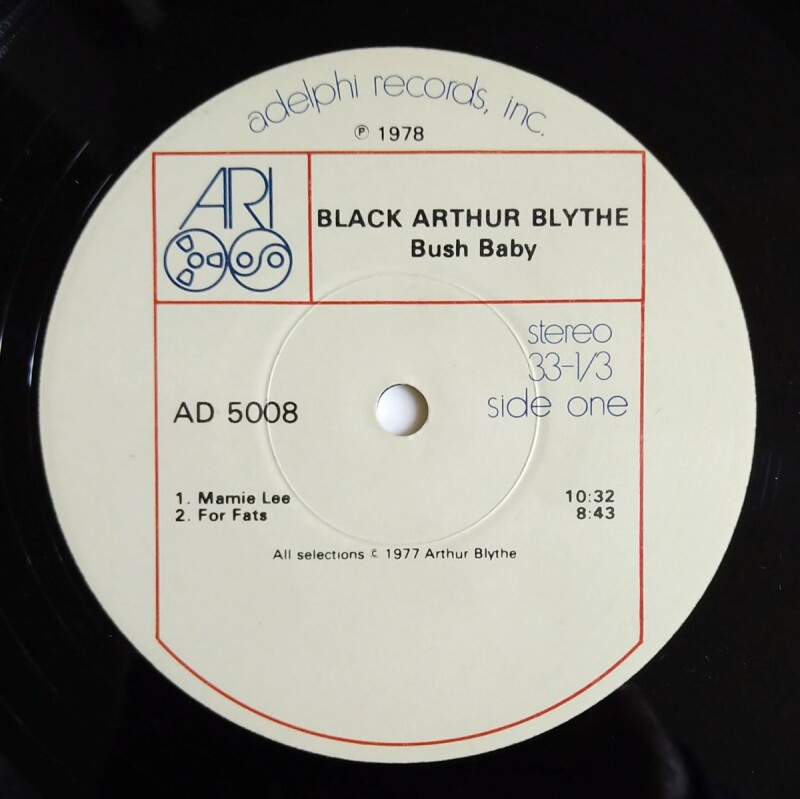 adelphi records, inc.
℗ 1978
ARI
BLACK ARTHUR BLYTHE
Bush Baby
stereo
33-1/3
side one
AD 5008
1. Mamie Lee 10:32
2. For Fats 8:43
All selections © 1977 Arthur Blythe